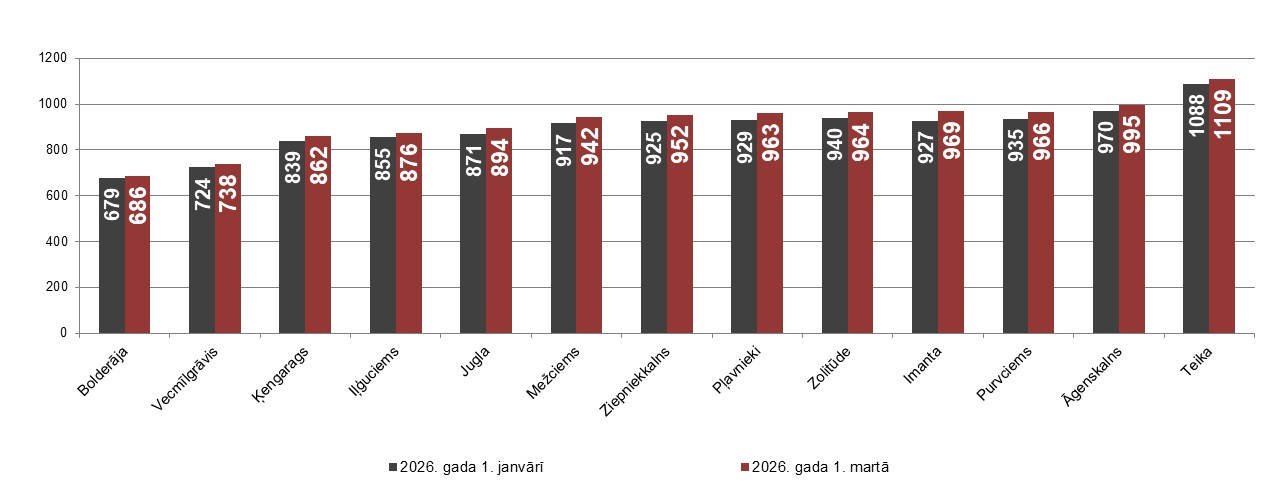 1200
1000
800
600
400
200
0
679
686
724
738
839
862
855
876
871
894
917
942
925
952
929
963
940
964
927
969
935
966
970
995
1088
1109
Bolderāja
Vecmīlgrāvis
Ķengarags
Iļģuciems
Jugla
Mežciems
Ziepniekkalns
Pļavnieki
Zolitūde
Imanta
Purvciems
Āgenskalns
Teika
2026. gada 1. janvārī
2026. gada 1. martā